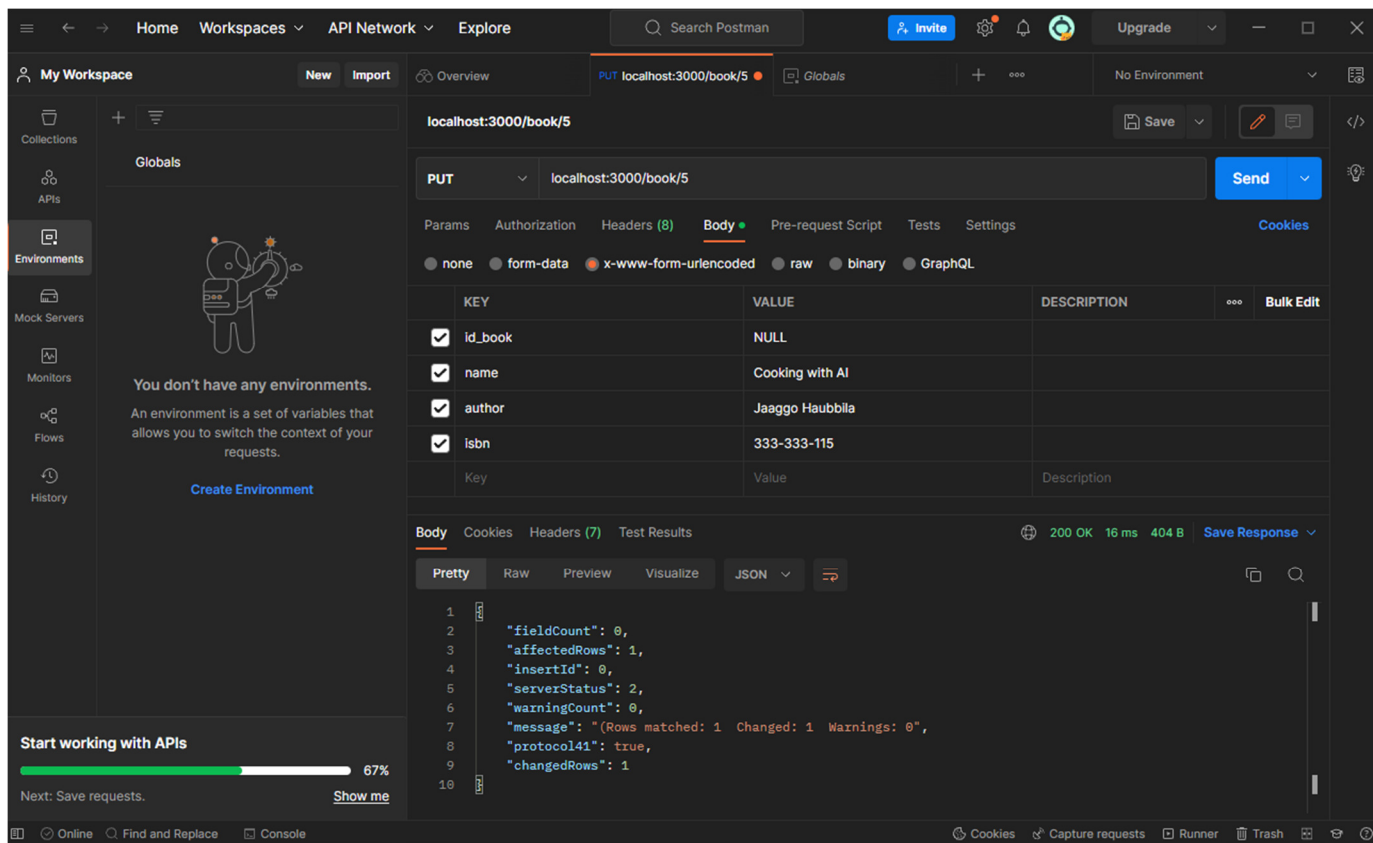 Home Workspaces API Network Explore Search Postman Invite Upgrade
My Workspace New Import Overview PUT localhost:3000/book/5 Globals No Environment
Collections
APIs
Environments
Mock Servers
Monitors
Flows
History
Globals
You don't have any environments.
An environment is a set of variables that
allows you to switch the context of your
requests.
Create Environment
Start working with APIs
67%
Next: Save requests. Show me
localhost:3000/book/5 Save
PUT localhost:3000/book/5 Send
Params Authorization Headers (8) Body Pre-request Script Tests Settings Cookies
none form-data x-www-form-urlencoded raw binary GraphQL
KEY VALUE DESCRIPTION Bulk Edit
id_book NULL
name Cooking with AI
author Jaaggo Haubbila
isbn 333-333-115
Key Value Description
Body Cookies Headers (7) Test Results 200 OK 16 ms 404 B Save Response
Pretty Raw Preview Visualize JSON
1 {
2 "fieldCount": 0,
3 "affectedRows": 1,
4 "insertId": 0,
5 "serverStatus": 2,
6 "warningCount": 0,
7 "message": "(Rows matched: 1  Changed: 1  Warnings: 0",
8 "protocol41": true,
9 "changedRows": 1
10 }
Online Find and Replace Console Cookies Capture requests Runner Trash